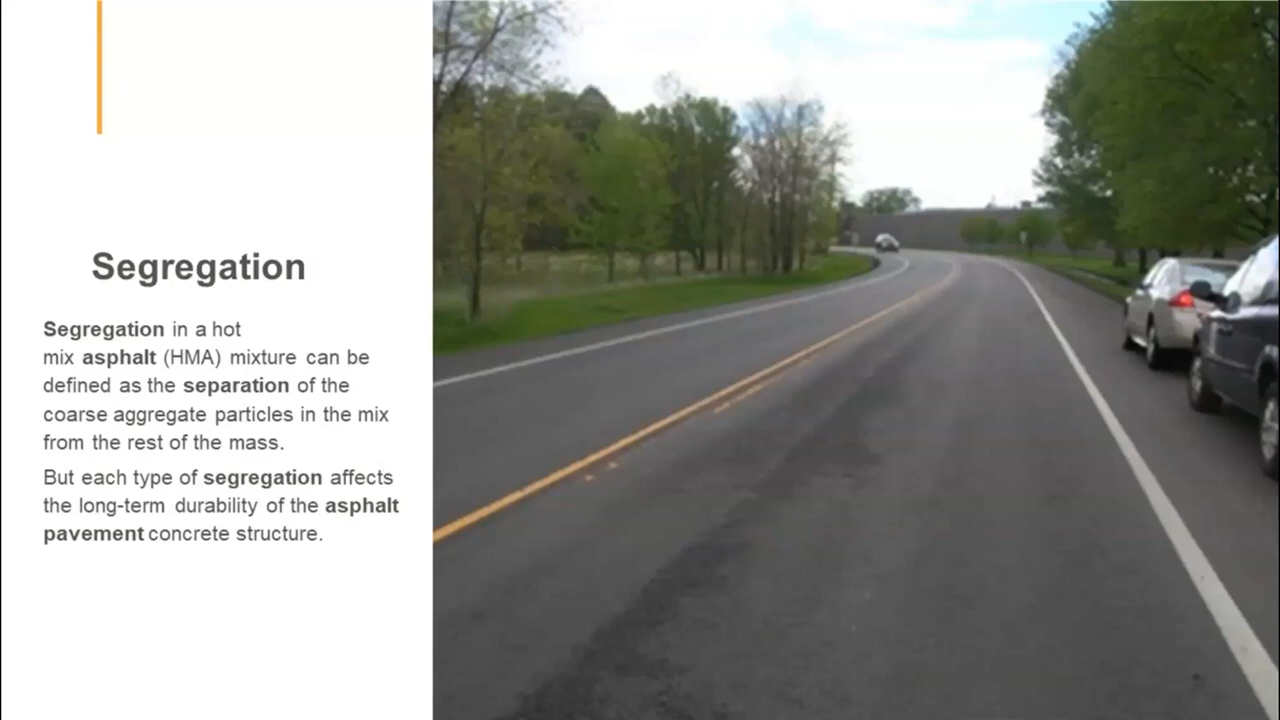 Segregation
Segregation in a hot
mix asphalt (HMA) mixture can be
defined as the separation of the
coarse aggregate particles in the mix
from the rest of the mass.
But each type of segregation affects
the long-term durability of the asphalt
pavement concrete structure.